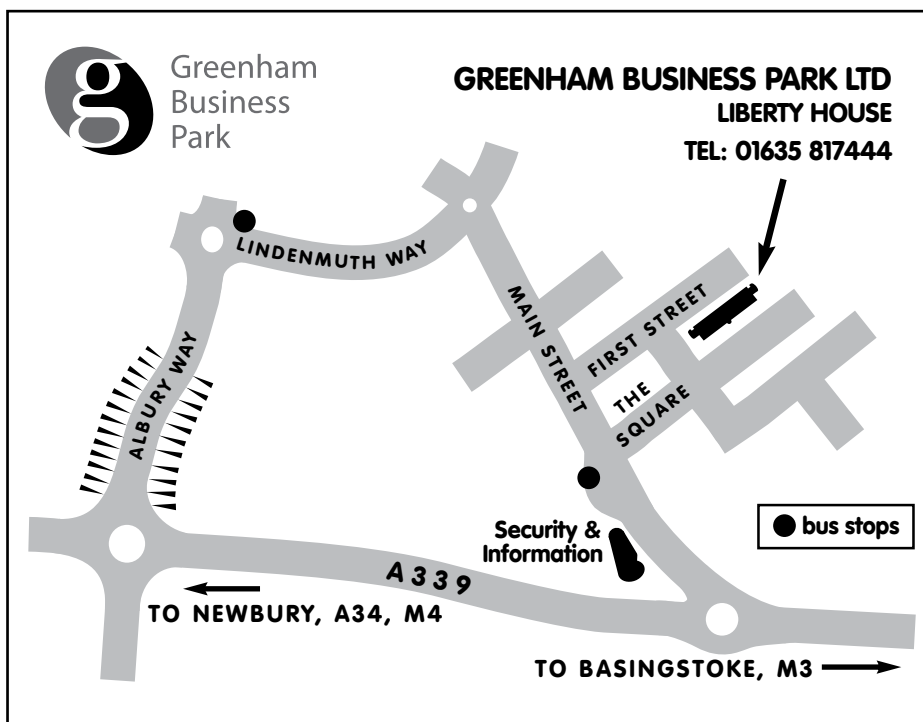 g
Greenham
Business
Park
GREENHAM BUSINESS PARK LTD
LIBERTY HOUSE
TEL: 01635 817444
LINDENMUTH WAY
MAIN STREET
FIRST STREET
ALBURY WAY
THE
SQUARE
Security &
Information
bus stops
A339
TO NEWBURY, A34, M4
TO BASINGSTOKE, M3